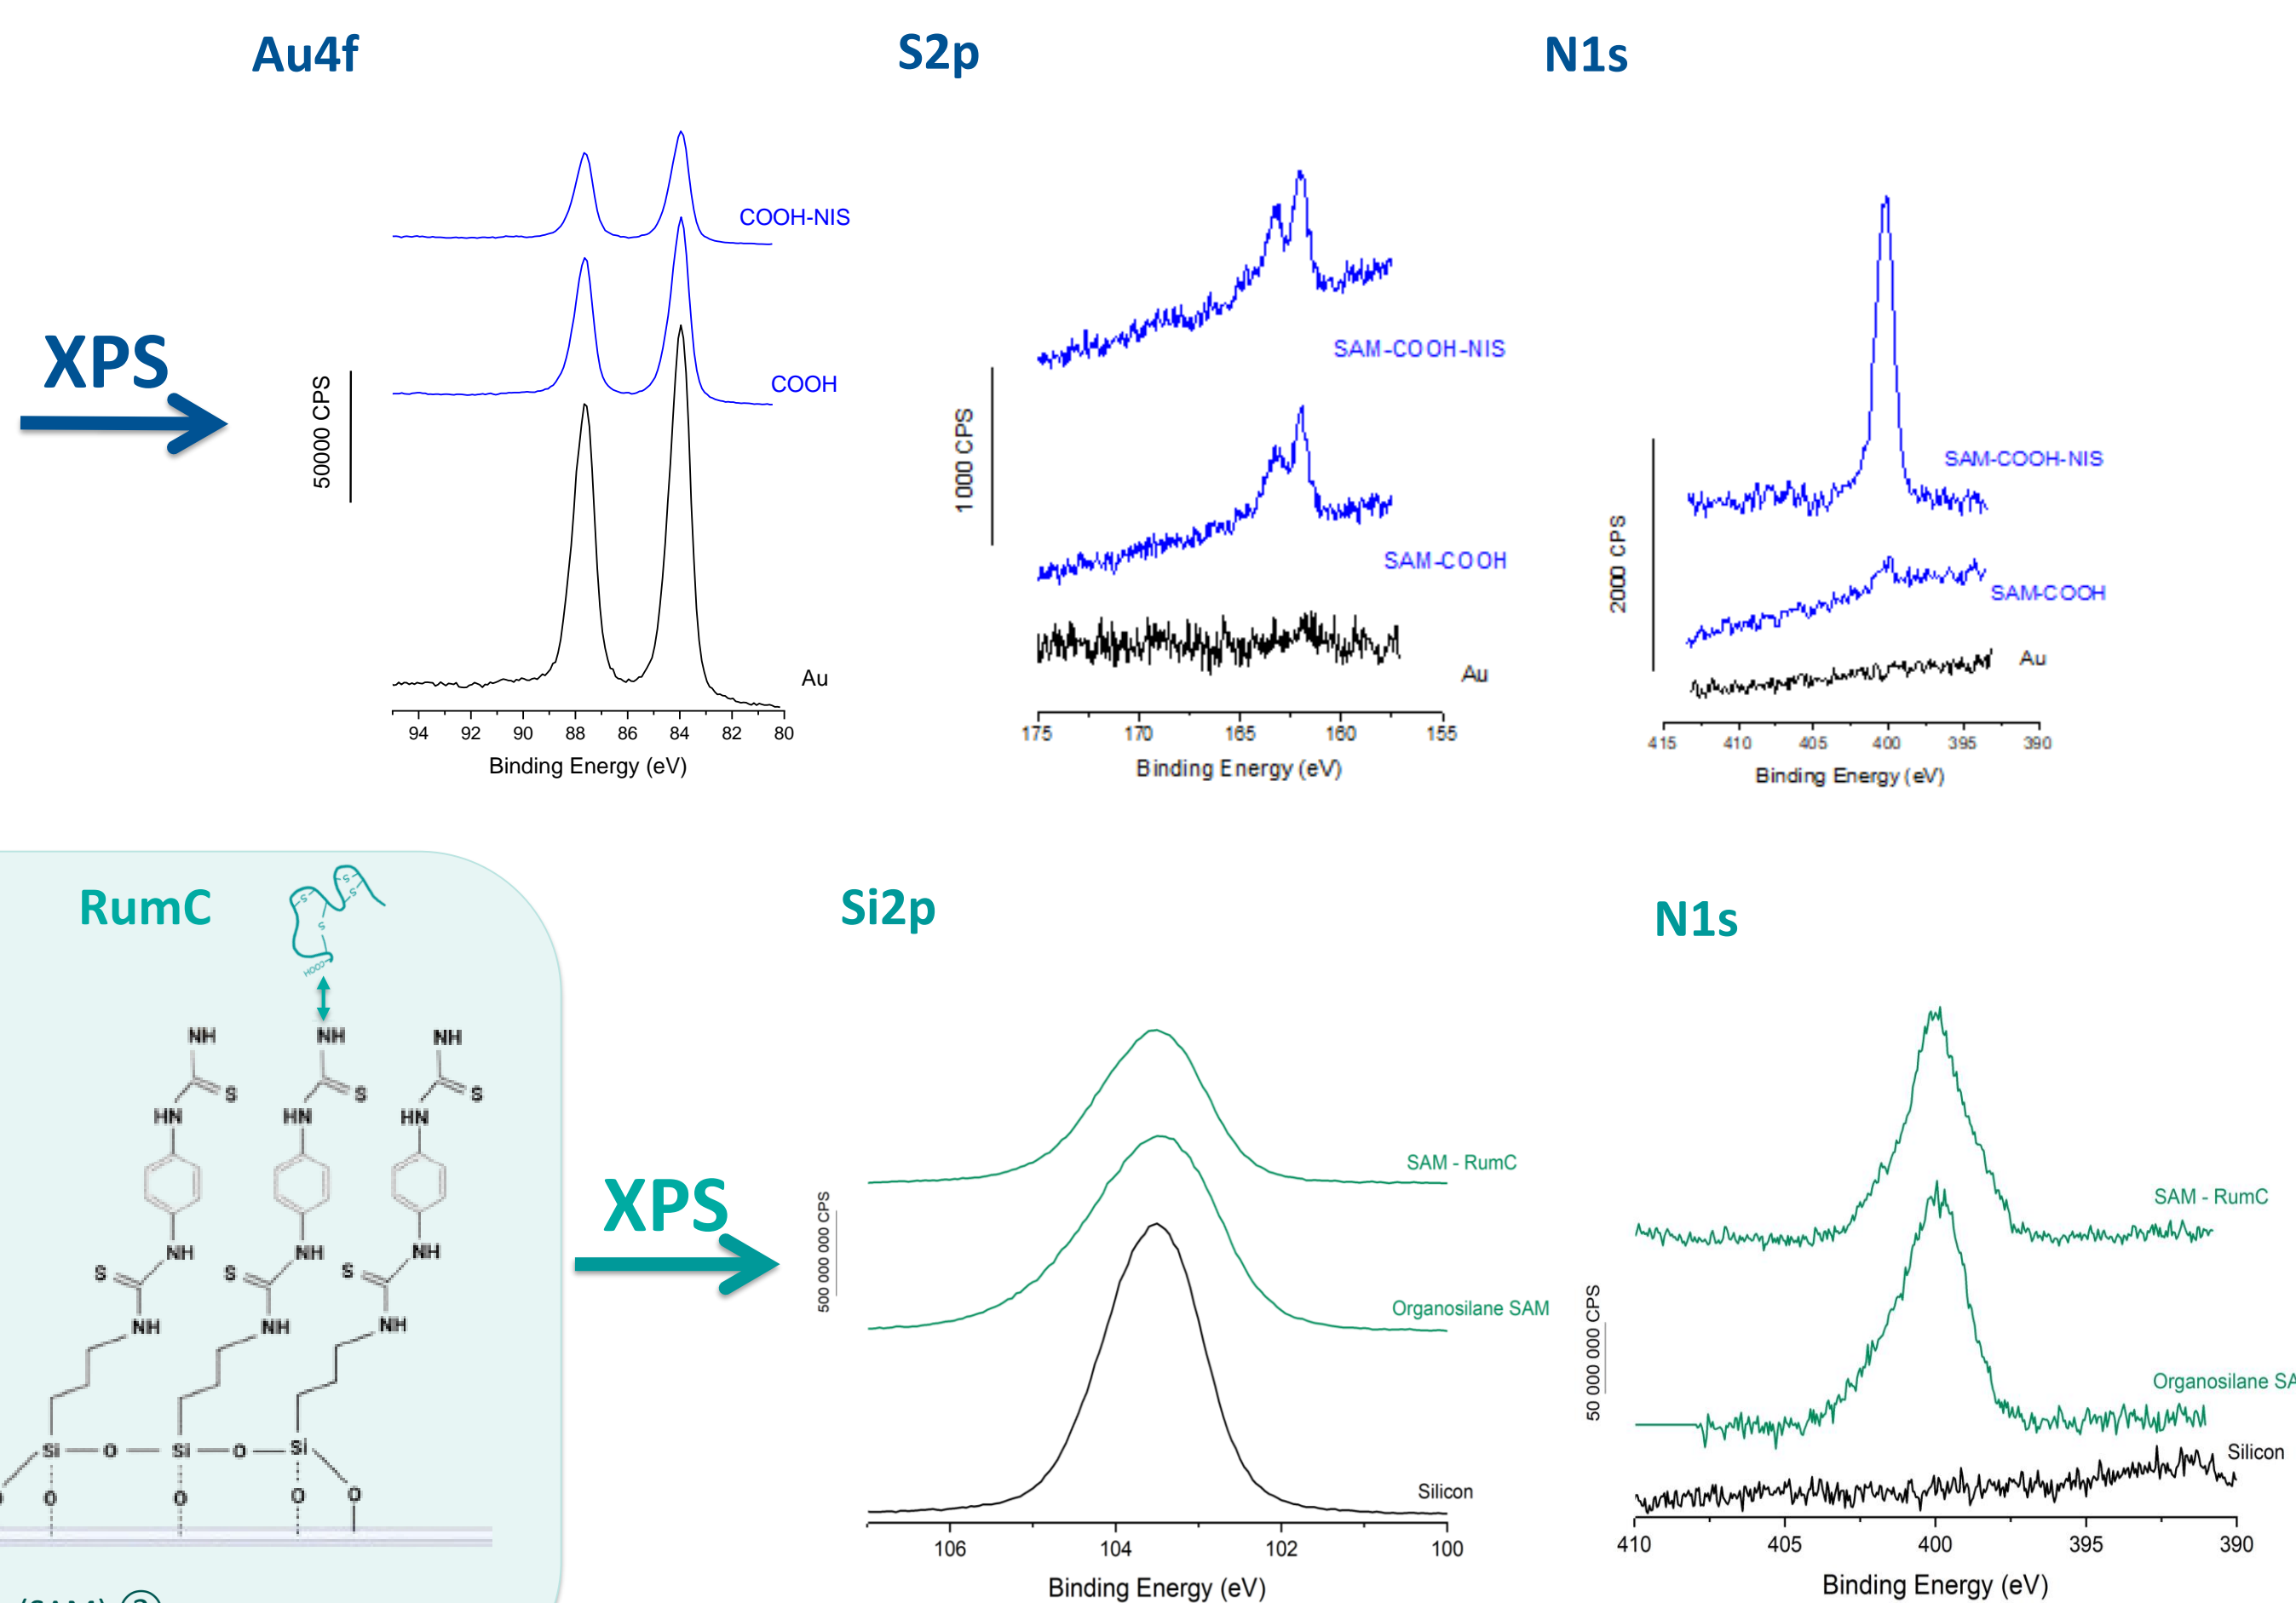 Au4f
S2p
N1s
XPS
50000 CPS
COOH-NIS
COOH
Au
94 92 90 88 86 84 82 80
Binding Energy (eV)
1000 CPS
SAM-COOH-NIS
SAM-COOH
Au
175 170 165 160 155
Binding Energy (eV)
2000 CPS
SAM-COOH-NIS
SAM-COOH
Au
415 410 405 400 395 390
Binding Energy (eV)
RumC
S
S
S
S
S
HOOC
NH NH NH
S S S
HN HN HN
NH NH NH
S S S
NH NH NH
Si O Si O Si
O O O O
(SAM) 2
XPS
Si2p
N1s
500 000 000 CPS
SAM - RumC
Organosilane SAM
Silicon
106 104 102 100
Binding Energy (eV)
50 000 000 CPS
SAM - RumC
Organosilane SA
Silicon
410 405 400 395 390
Binding Energy (eV)